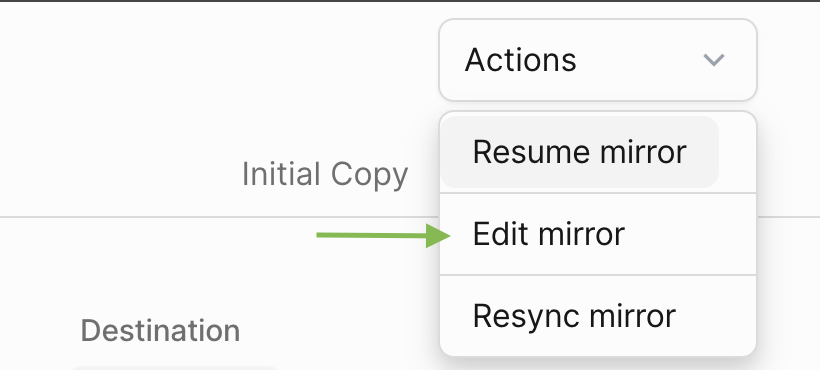 Actions
Resume mirror
Initial Copy
Edit mirror
Resync mirror
Destination